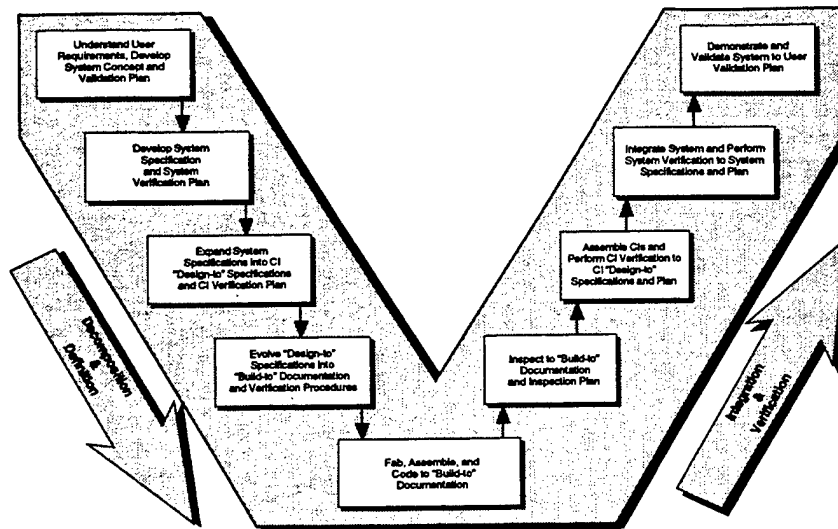 Understand User
Requirements, Develop
System Concept and
Validation Plan
Develop System
Specification
and System
Verification Plan
Expand System
Specifications into CI
"Design-to" Specifications
and CI Verification Plan
Evolve "Design-to"
Specifications into
"Build-to" Documentation
and Verification Procedures
Fab, Assemble, and
Code to "Build-to"
Documentation
Inspect to "Build-to"
Documentation
and Inspection Plan
Assemble CIs and
Perform CI Verification to
CI "Design-to"
Specifications and Plan
Integrate System and Perform
System Verification to System
Specifications and Plan
Demonstrate and
Validate System to User
Validation Plan
Decomposition
&
Definition
Integration
&
Verification